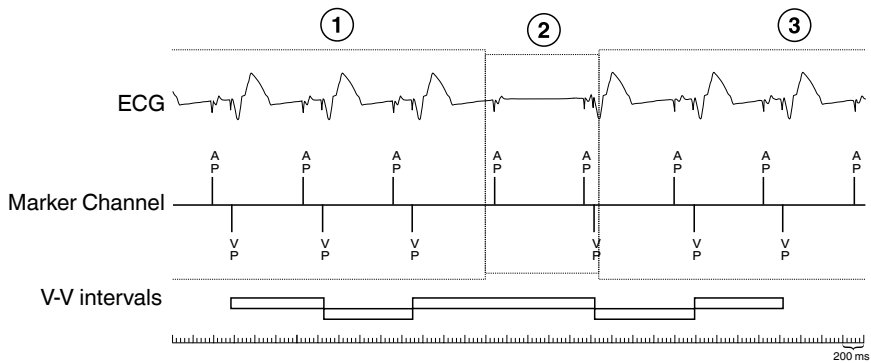 1 2 3
ECG
A P A P A P A P A P A P A P A P
Marker Channel
V P V P V P V P V P V P
V-V intervals
200 ms